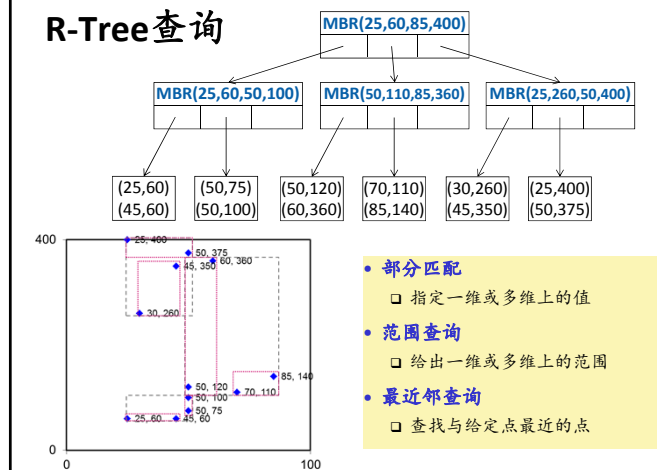 R-Tree查询
MBR(25,60,85,400)
MBR(25,60,50,100) MBR(50,110,85,360) MBR(25,260,50,400)
(25,60) (50,75) (50,120) (70,110) (30,260) (25,400)
(45,60) (50,100) (60,360) (85,140) (45,350) (50,375)
400
25, 400
50, 375
60, 360
45, 350
30, 260
85, 140
50, 120
70, 110
50, 100
50, 75
25, 60
45, 60
0
0 100
• 部分匹配
❑ 指定一维或多维上的值
• 范围查询
❑ 给出一维或多维上的范围
• 最近邻查询
❑ 查找与给定点最近的点